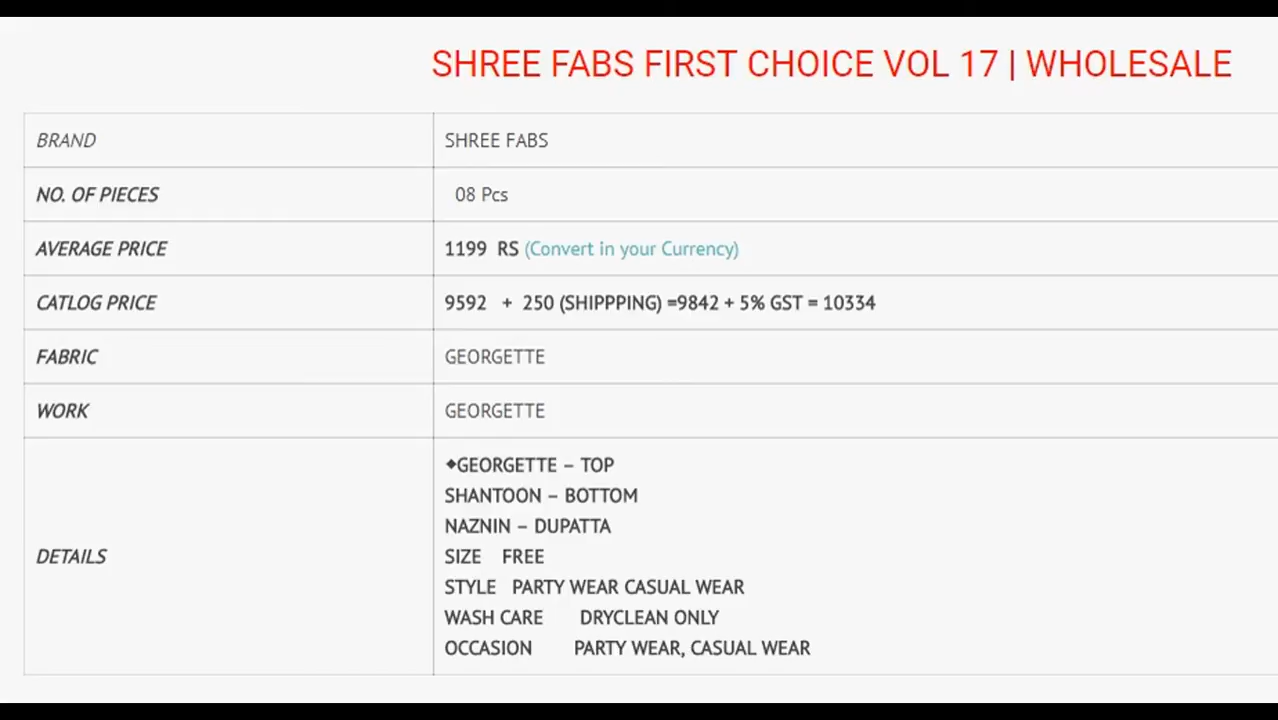 SHREE FABS FIRST CHOICE VOL 17 | WHOLESALE
BRAND SHREE FABS
NO. OF PIECES 08 Pcs
AVERAGE PRICE 1199 RS (Convert in your Currency)
CATLOG PRICE 9592 + 250 (SHIPPPING) =9842 + 5% GST = 10334
FABRIC GEORGETTE
WORK GEORGETTE
◆GEORGETTE – TOP
SHANTOON – BOTTOM
NAZNIN – DUPATTA
DETAILS SIZE FREE
STYLE PARTY WEAR CASUAL WEAR
WASH CARE DRYCLEAN ONLY
OCCASION PARTY WEAR, CASUAL WEAR